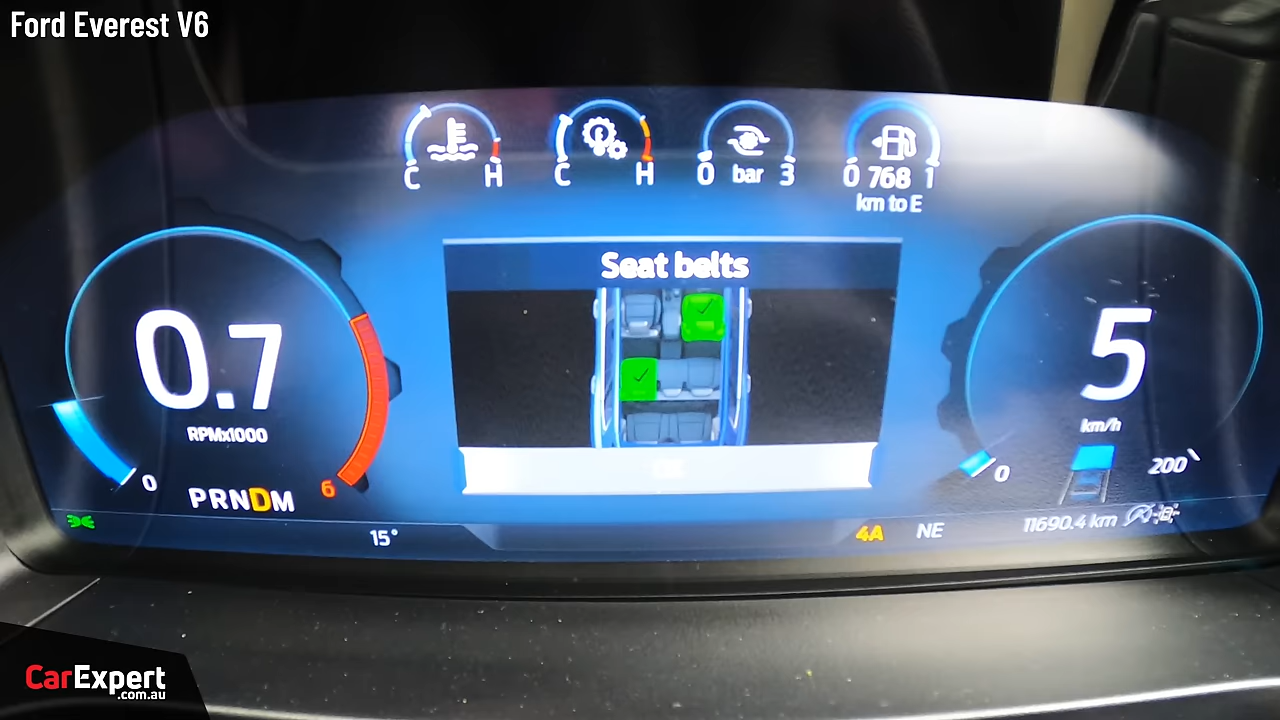 Ford Everest V6
C H
C H
0 bar 3
0 768 1
km to E
Seat belts
0.7
RPMx1000
0
6
PRNDM
5
km/h
0
200
15°
4A
NE
11690.4 km
CarExpert
.com.au